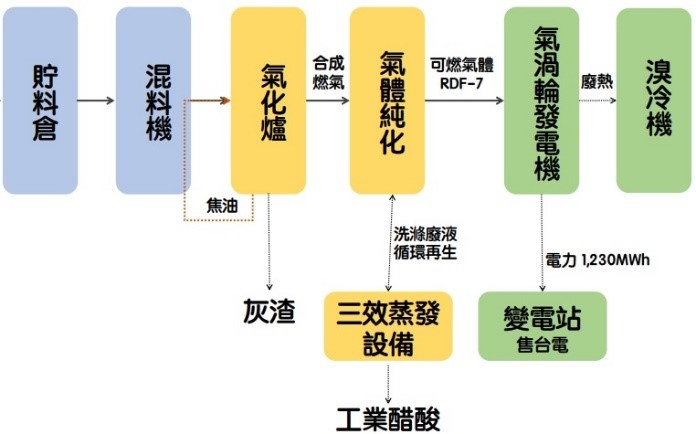 貯料倉
混料機
氣化爐
合成
燃氣
氣體純化
可燃氣體
RDF-7
氣渦輪發電機
廢熱
溴冷機
焦油
洗滌廢液
循環再生
電力 1,230MWh
灰渣
三效蒸發
設備
變電站
售台電
工業醋酸